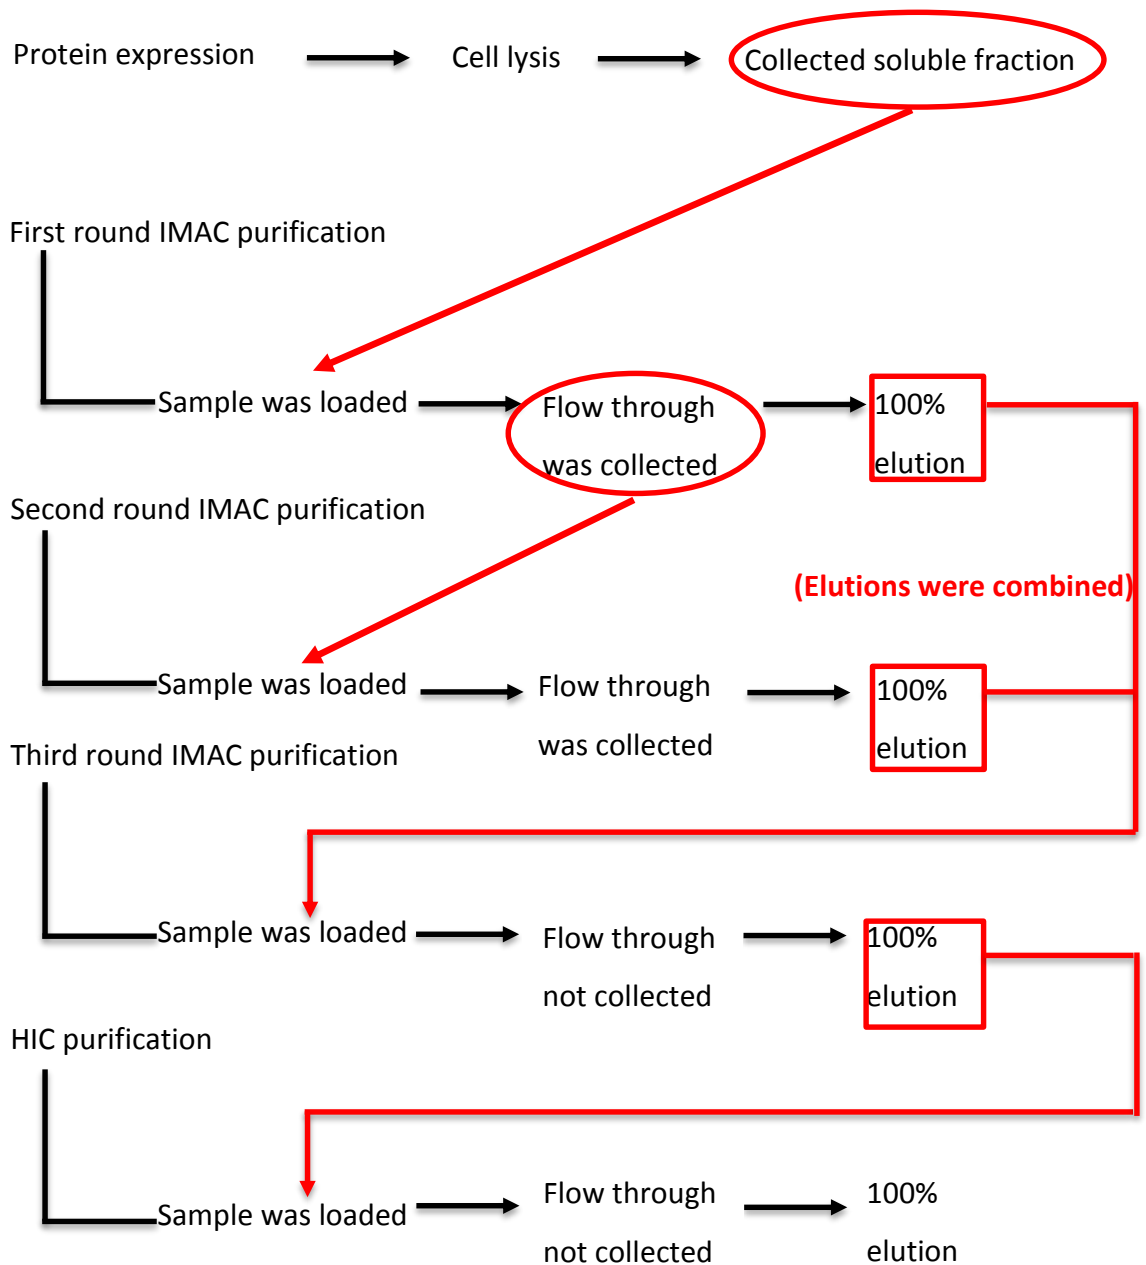 Protein expression
Cell lysis
Collected soluble fraction
First round IMAC purification
Sample was loaded
Flow through
was collected
100%
elution
Second round IMAC purification
(Elutions were combined)
Sample was loaded
Flow through
was collected
100%
elution
Third round IMAC purification
Sample was loaded
Flow through
not collected
100%
elution
HIC purification
Sample was loaded
Flow through
not collected
100%
elution